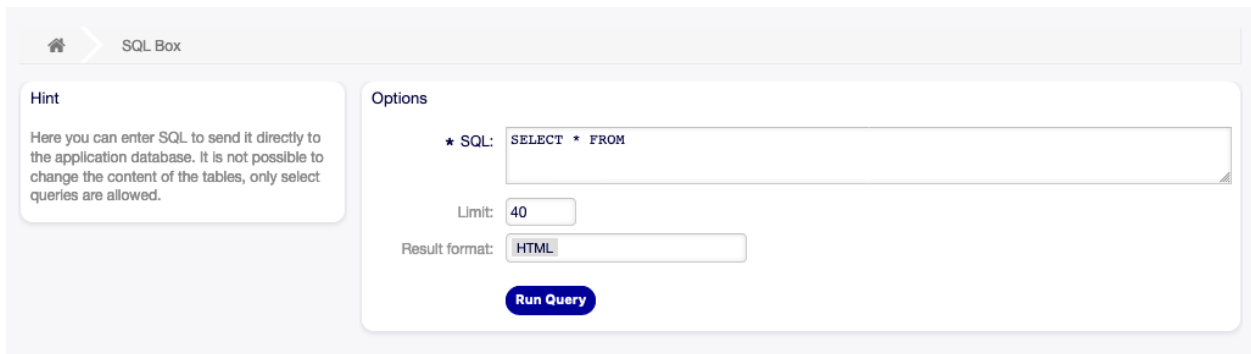 SQL Box
Hint
Here you can enter SQL to send it directly to
the application database. It is not possible to
change the content of the tables, only select
queries are allowed.
Options
* SQL: SELECT * FROM
Limit: 40
Result format: HTML
Run Query